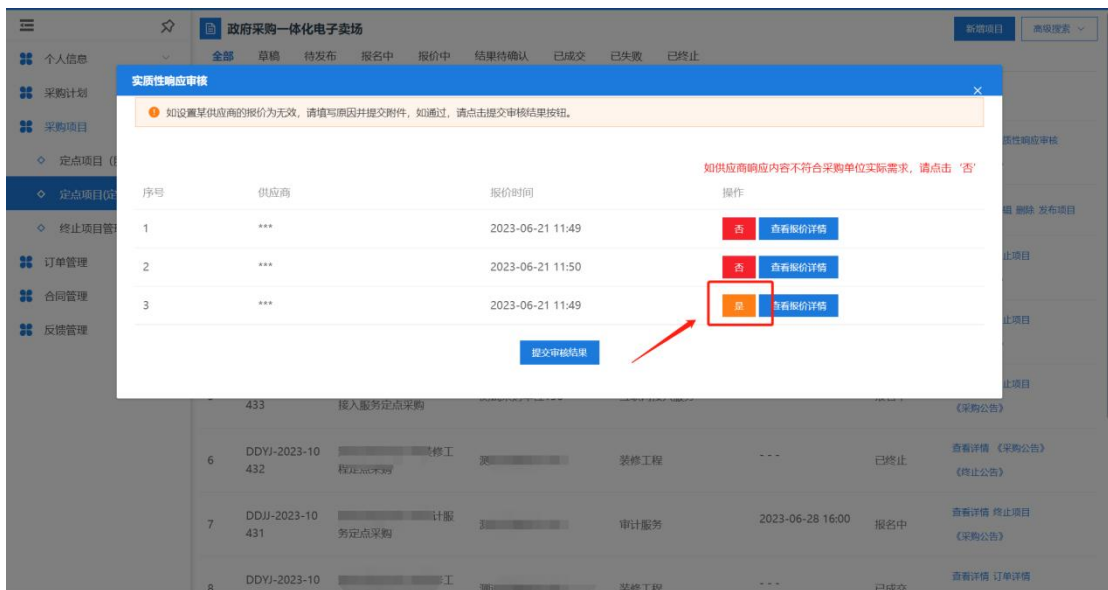 政府采购一体化电子卖场
新增项目
高级搜索
个人信息
全部 草稿 待发布 报名中 报价中 结果待确认 已成交 已失败 已终止
实质性响应审核
采购计划
如设置某供应商的报价为无效，请填写原因并提交附件，如通过，请点击提交审核结果按钮。
采购项目
质性响应审核
定点项目
如供应商响应内容不符合采购单位实际需求，请点击‘否’
定点项目(定
序号 供应商 报价时间 操作
删除 发布项目
终止项目管
1 *** 2023-06-21 11:49 否 查看报价详情
订单管理
止项目
2 *** 2023-06-21 11:50 否 查看报价详情
合同管理
3 *** 2023-06-21 11:49 是 查看报价详情
止项目
反馈管理
提交审核结果
止项目
433 接入服务定点采购 《采购公告》
6 DDYJ-2023-10 修工 装修工程 - - - 已终止 查看详情 《采购公告》
432 程定点采购 《终止公告》
7 DDJJ-2023-10 计服 审计服务 2023-06-28 16:00 报名中 查看详情 终止项目
431 务定点采购 《采购公告》
8 DDYJ-2023-10 工 装修工程 - - - 已成交 查看详情 订单详情